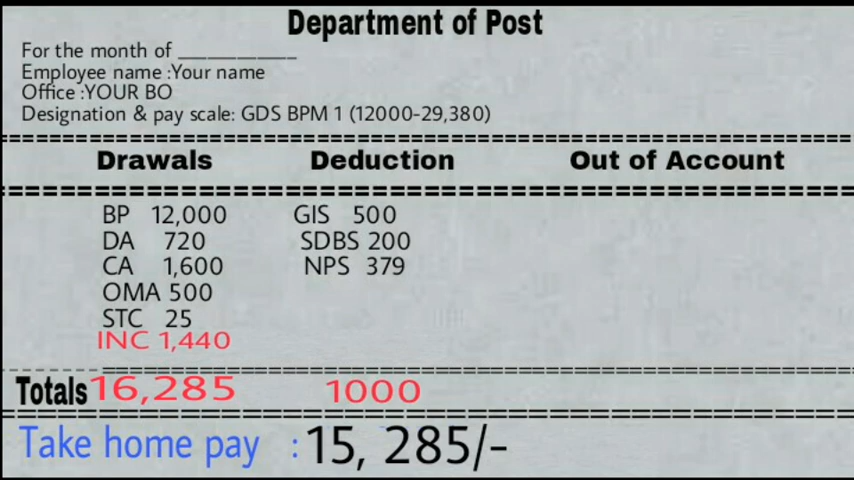 Department of Post
For the month of ____________
Employee name :Your name
Office :YOUR BO
Designation & pay scale: GDS BPM 1 (12000-29,380)
Drawals Deduction Out of Account
BP 12,000 GIS 500
DA 720 SDBS 200
CA 1,600 NPS 379
OMA 500
STC 25
INC 1,440
Totals 16,285 1000
Take home pay : 15, 285/-